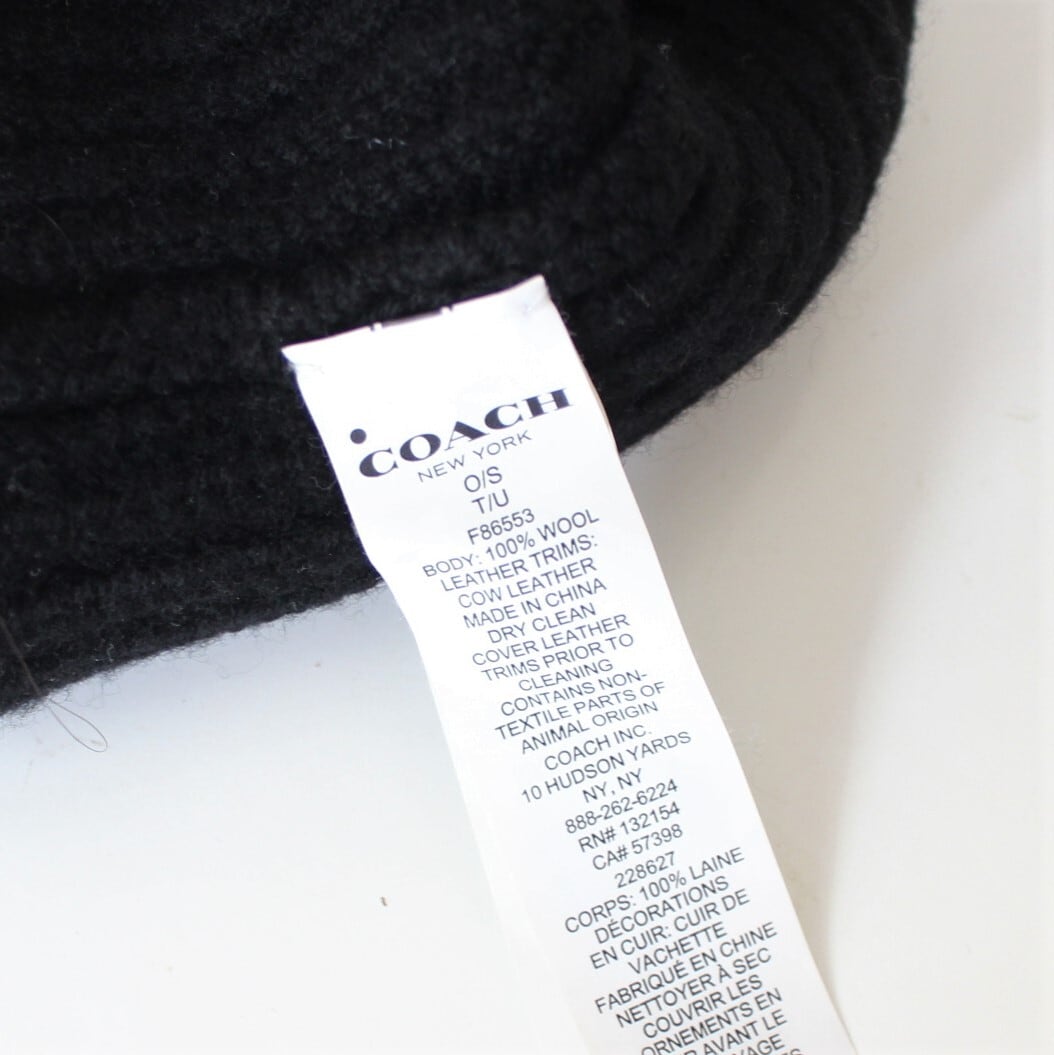 COACH
NEW YORK
O/S
T/U
F86553
BODY: 100% WOOL
LEATHER TRIMS:
COW LEATHER
MADE IN CHINA
DRY CLEAN
COVER LEATHER
TRIMS PRIOR TO
CLEANING
CONTAINS NON-
TEXTILE PARTS OF
ANIMAL ORIGIN
COACH INC.
10 HUDSON YARDS
NY, NY
888-262-6224
RN# 132154
CA# 57398
228627
CORPS: 100% LAINE
DÉCORATIONS
EN CUIR: CUIR DE
VACHETTE
FABRIQUÉ EN CHINE
NETTOYER À SEC
COUVRIR LES
ORNEMENTS EN
AVANT LE